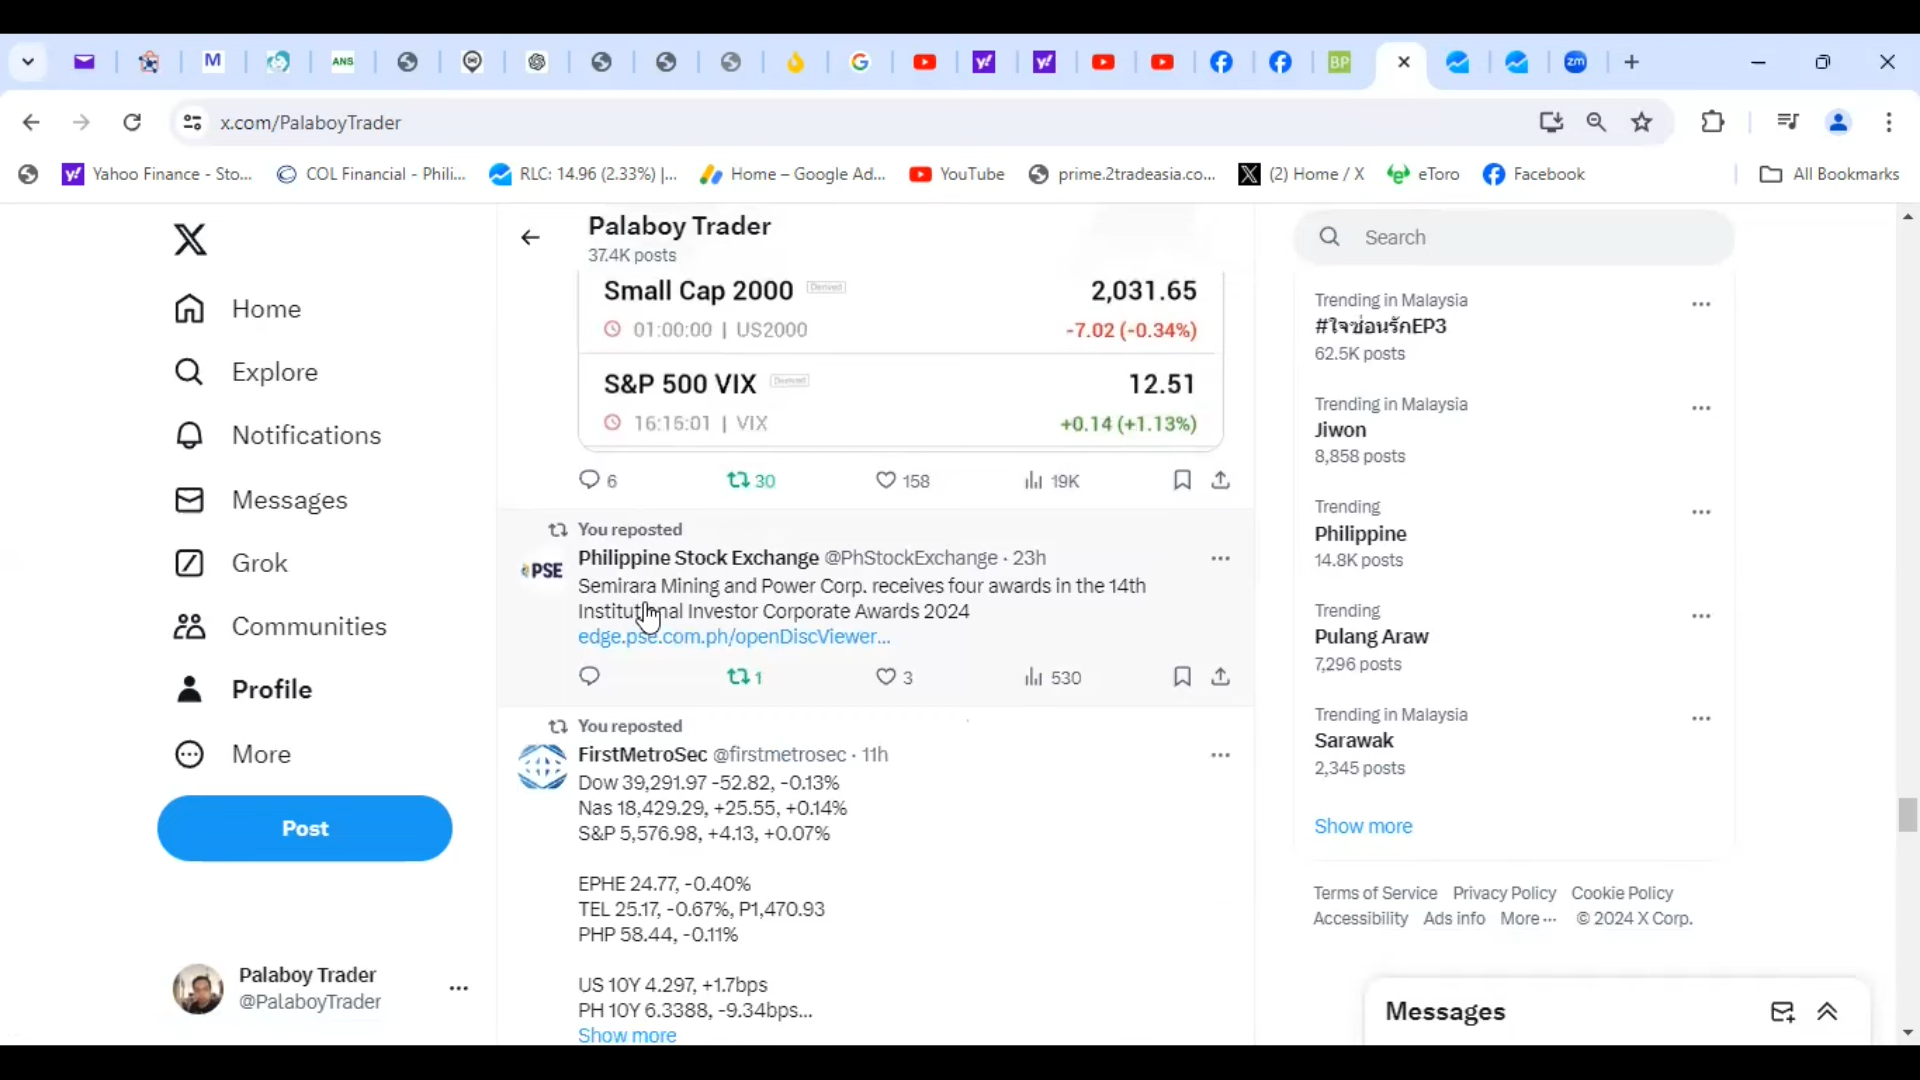 M
ANS
BP
zm
x.com/PalaboyTrader
Yahoo Finance - Sto...
COL Financial - Phili...
RLC: 14.96 (2.33%) |...
Home – Google Ad...
YouTube
prime.2tradeasia.co...
(2) Home / X
eToro
Facebook
All Bookmarks
Home
Explore
Notifications
Messages
Grok
Communities
Profile
More
Post
Palaboy Trader
@PalaboyTrader
Palaboy Trader
37.4K posts
Small Cap 2000 Derived 2,031.65
01:00:00 | US2000 -7.02 (-0.34%)
S&P 500 VIX Derived 12.51
16:15:01 | VIX +0.14 (+1.13%)
6 30 158 19K
You reposted
PSE
Philippine Stock Exchange @PhStockExchange · 23h
Semirara Mining and Power Corp. receives four awards in the 14th
Institutional Investor Corporate Awards 2024
edge.pse.com.ph/openDiscViewer...
1 3 530
You reposted
FirstMetroSec @firstmetrosec · 11h
Dow 39,291.97 -52.82, -0.13%
Nas 18,429.29, +25.55, +0.14%
S&P 5,576.98, +4.13, +0.07%
EPHE 24.77, -0.40%
TEL 25.17, -0.67%, P1,470.93
PHP 58.44, -0.11%
US 10Y 4.297, +1.7bps
PH 10Y 6.3388, -9.34bps...
Show more
Search
Trending in Malaysia
#ใจซ่อนรักEP3
62.5K posts
Trending in Malaysia
Jiwon
8,858 posts
Trending
Philippine
14.8K posts
Trending
Pulang Araw
7,296 posts
Trending in Malaysia
Sarawak
2,345 posts
Show more
Terms of Service Privacy Policy Cookie Policy
Accessibility Ads info More ··· © 2024 X Corp.
Messages